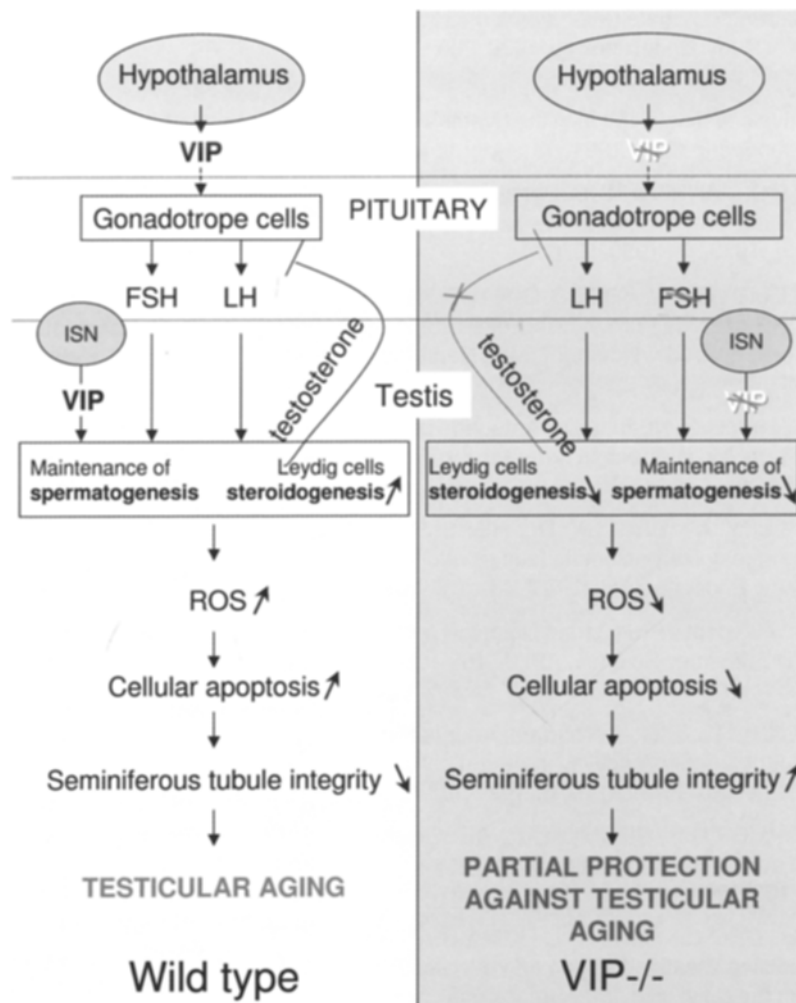 Hypothalamus
VIP
Gonadotrope cells
FSH LH
ISN
VIP
testosterone
Maintenance of
spermatogenesis
Leydig cells
steroidogenesis
ROS
Cellular apoptosis
Seminiferous tubule integrity
TESTICULAR AGING
Wild type
PITUITARY
Testis
Hypothalamus
VIP
Gonadotrope cells
LH FSH
ISN
VIP
testosterone
Leydig cells
steroidogenesis
Maintenance of
spermatogenesis
ROS
Cellular apoptosis
Seminiferous tubule integrity
PARTIAL PROTECTION
AGAINST TESTICULAR
AGING
VIP-/-